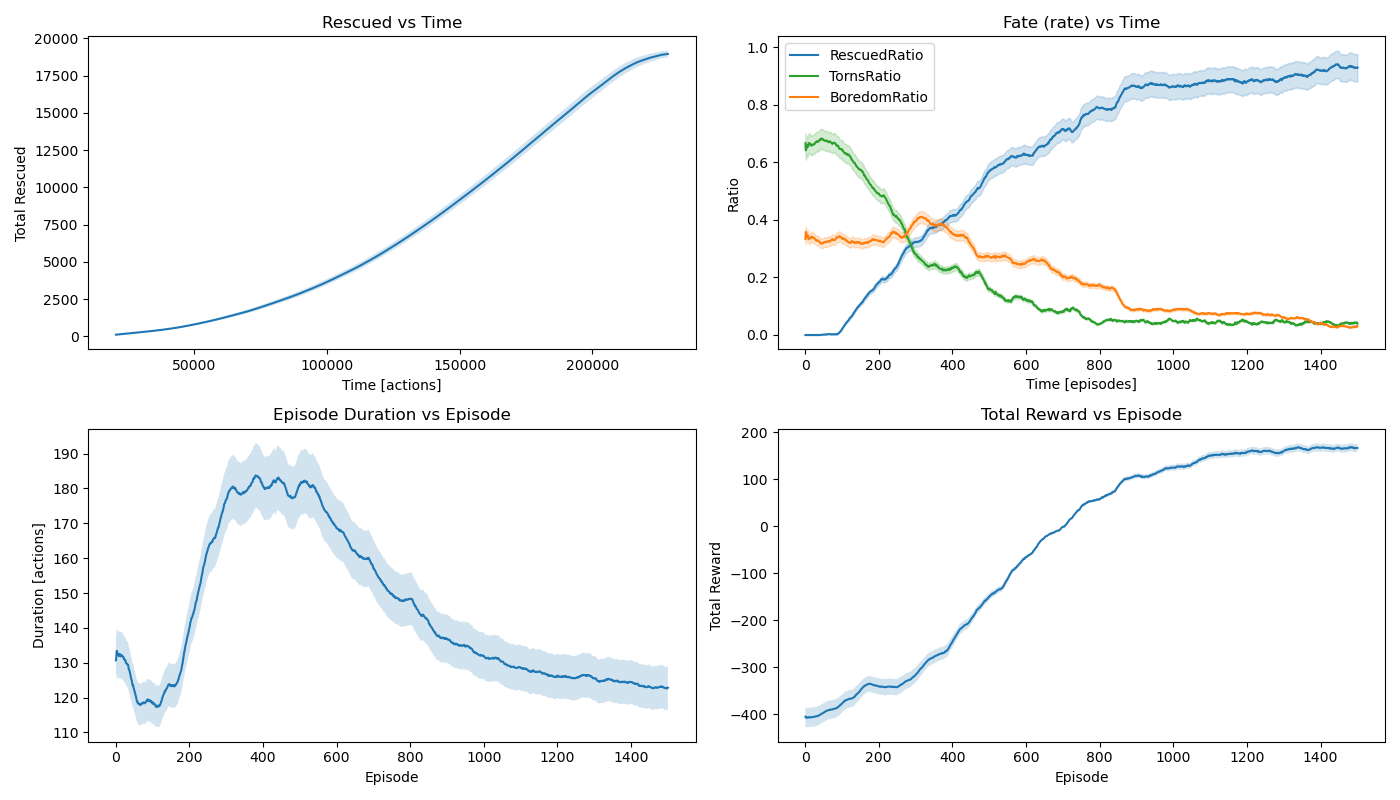 Rescued vs Time
20000
17500
15000
12500
10000
7500
5000
2500
0
Total Rescued
50000 100000 150000 200000
Time [actions]
Fate (rate) vs Time
RescuedRatio
TornsRatio
BoredomRatio
1.0
0.8
0.6
0.4
0.2
0.0
Ratio
0 200 400 600 800 1000 1200 1400
Time [episodes]
Episode Duration vs Episode
190
180
170
160
150
140
130
120
110
Duration [actions]
0 200 400 600 800 1000 1200 1400
Episode
Total Reward vs Episode
200
100
0
−100
−200
−300
−400
Total Reward
0 200 400 600 800 1000 1200 1400
Episode